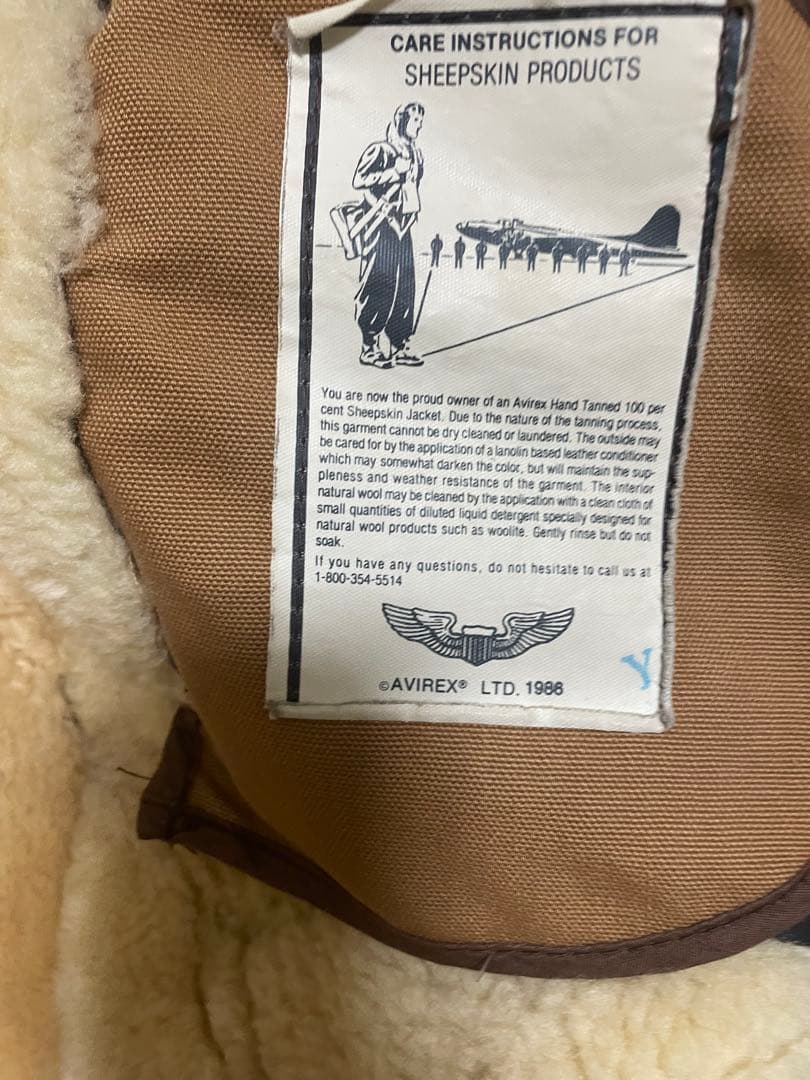 CARE INSTRUCTIONS FOR
SHEEPSKIN PRODUCTS
You are now the proud owner of an Avirex Hand Tanned 100 per
cent Sheepskin Jacket. Due to the nature of the tanning process,
this garment cannot be dry cleaned or laundered. The outside may
be cared for by the application of a lanolin based leather conditioner
which may somewhat darken the color, but will maintain the sup-
pleness and weather resistance of the garment. The interior
natural wool may be cleaned by the application with a clean cloth of
small quantities of diluted liquid detergent specially designed for
natural wool products such as woolite. Gently rinse but do not
soak.
If you have any questions, do not hesitate to call us at
1-800-354-5514
©AVIREX® LTD. 1986
Y